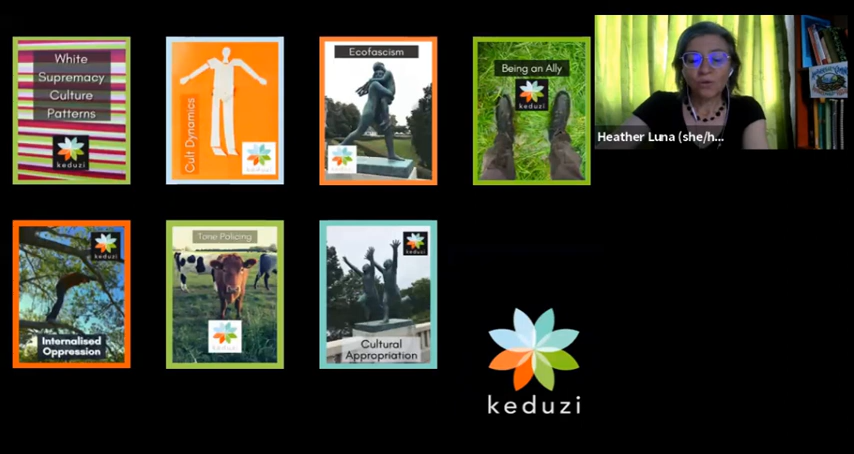 White
Supremacy
Culture
Patterns
keduzi
Cult Dynamics
keduzi
Ecofascism
keduzi
Being an Ally
keduzi
Heather Luna (she/h...
keduzi
Internalised
Oppression
Tone Policing
keduzi
keduzi
Cultural
Appropriation
keduzi